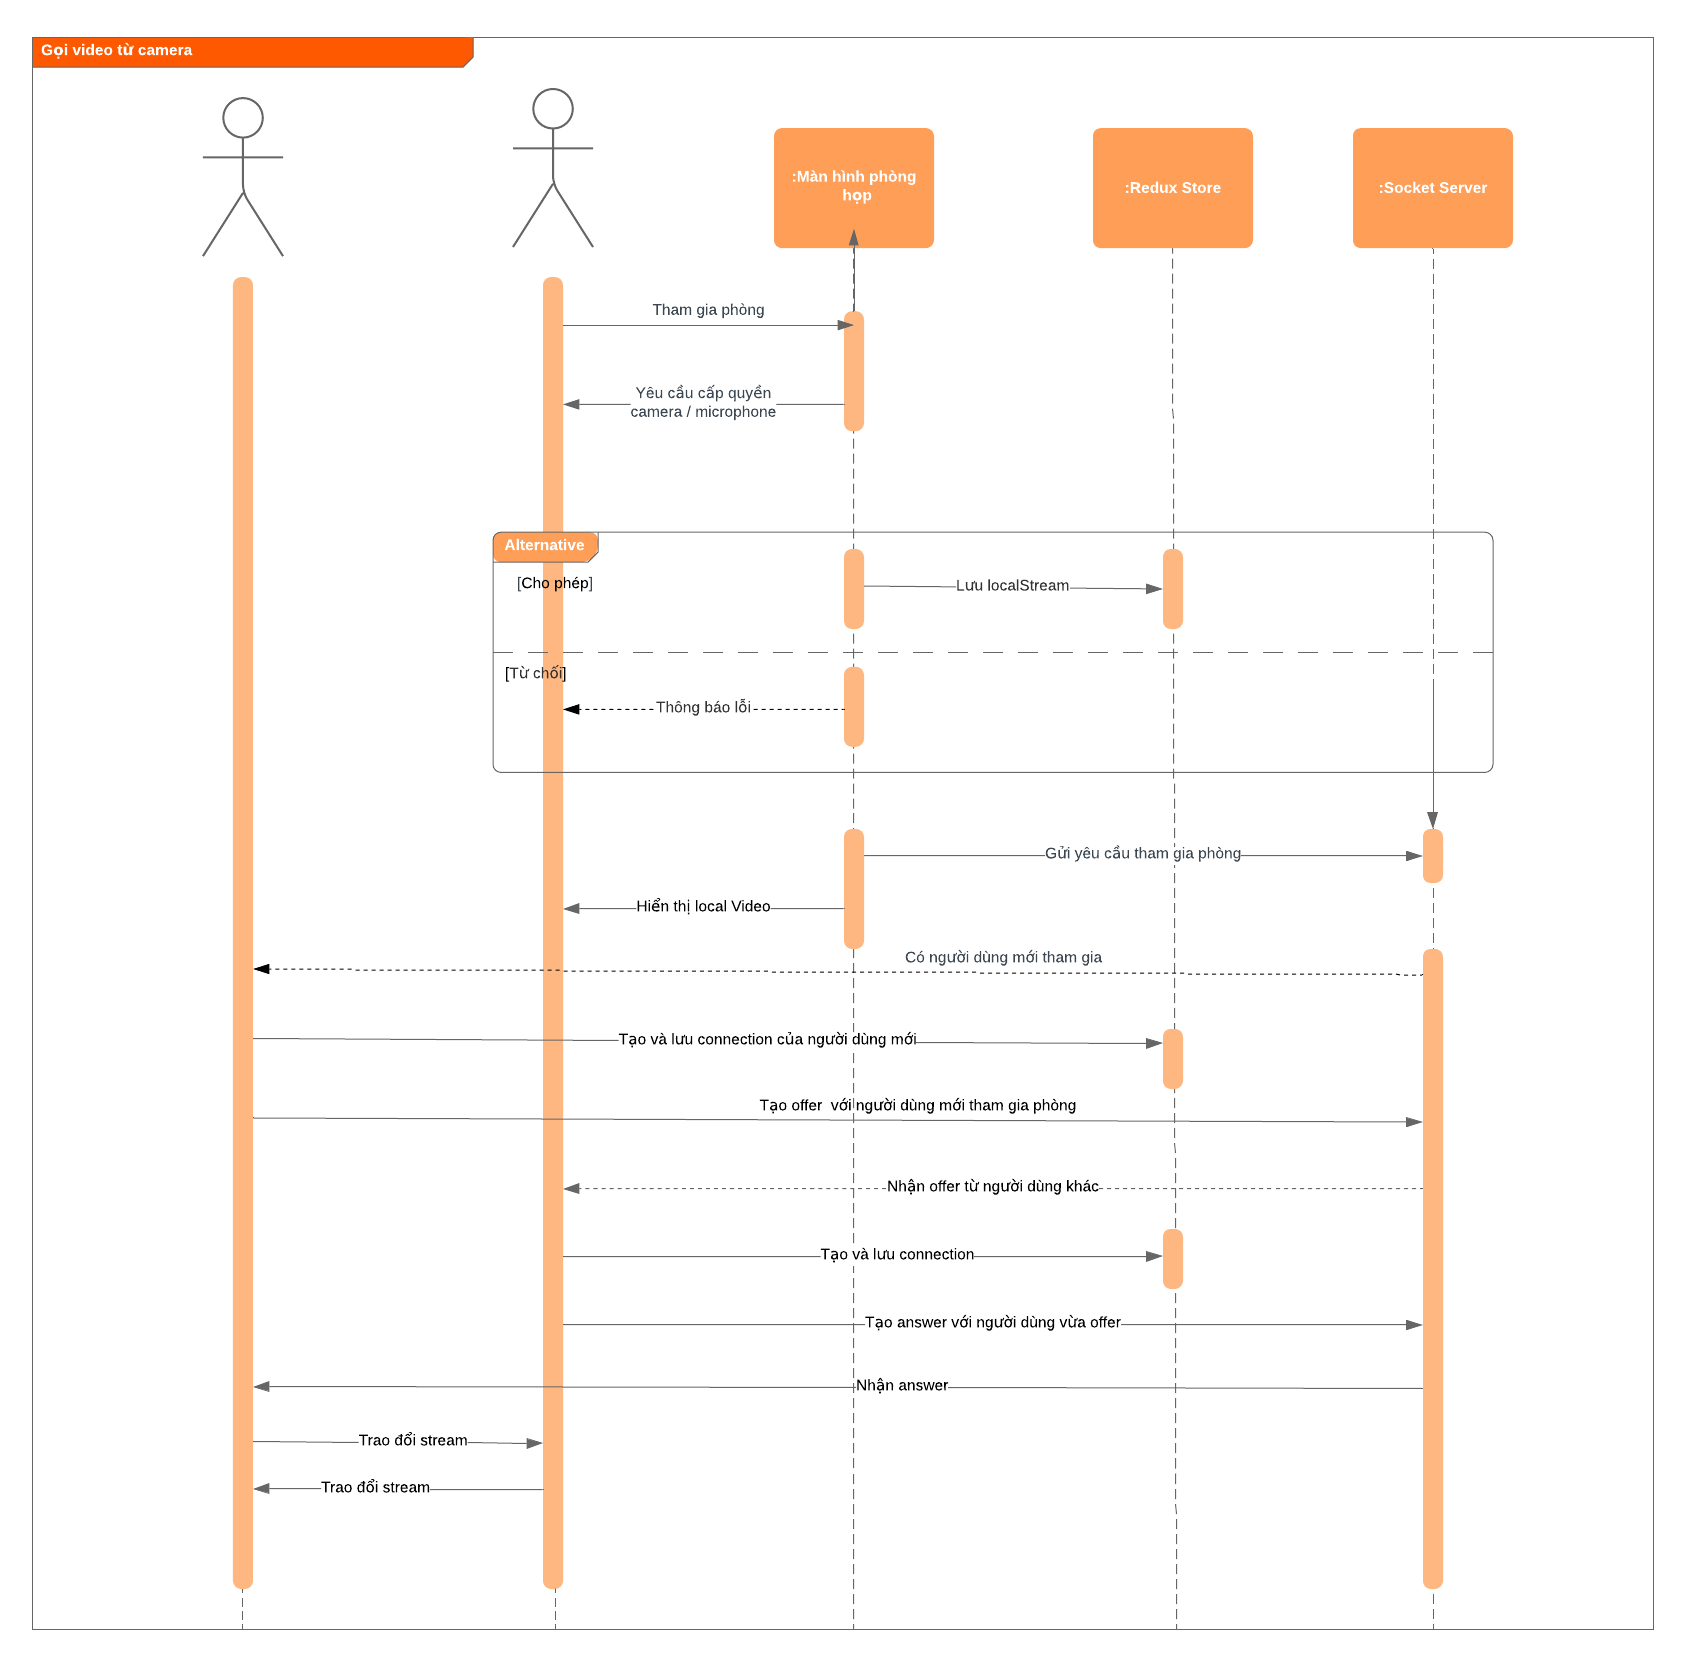 Gọi video từ camera
:Màn hình phòng
họp
:Redux Store
:Socket Server
Tham gia phòng
Yêu cầu cấp quyền
camera / microphone
Alternative
[Cho phép]
Lưu localStream
[Từ chối]
Thông báo lỗi
Gửi yêu cầu tham gia phòng
Hiển thị local Video
Có người dùng mới tham gia
Tạo và lưu connection của người dùng mới
Tạo offer  với người dùng mới tham gia phòng
Nhận offer từ người dùng khác
Tạo và lưu connection
Tạo answer với người dùng vừa offer
Nhận answer
Trao đổi stream
Trao đổi stream